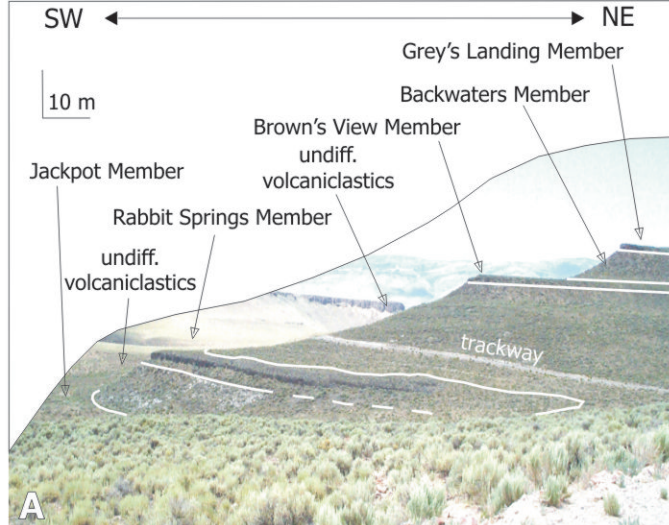 SW
NE
Grey's Landing Member
10 m
Backwaters Member
Brown's View Member
undiff.
volcaniclastics
Jackpot Member
Rabbit Springs Member
undiff.
volcaniclastics
trackway
A